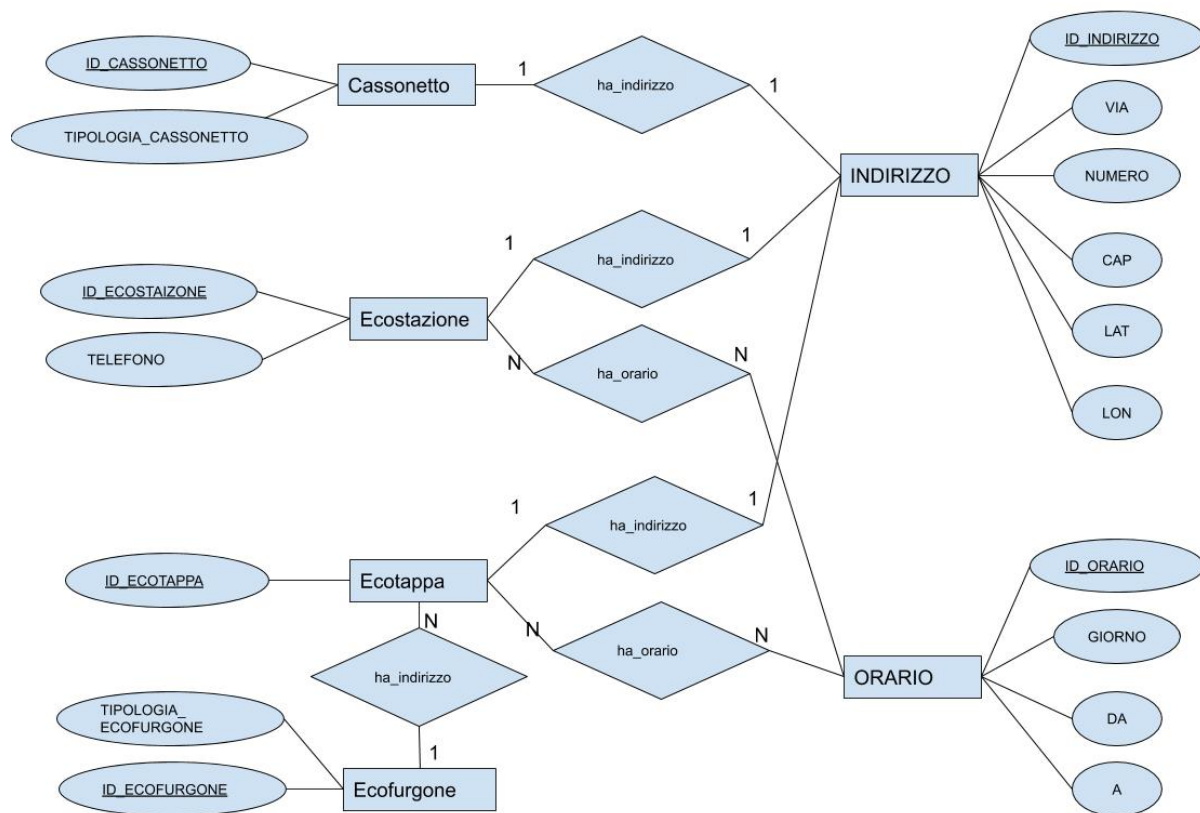 ID_CASSONETTO
TIPOLOGIA_CASSONETTO
Cassonetto
1
ha_indirizzo
1
ID_INDIRIZZO
VIA
INDIRIZZO
NUMERO
CAP
LAT
LON
ID_ECOSTAIZONE
TELEFONO
Ecostazione
1
ha_indirizzo
1
N
ha_orario
N
ID_ECOTAPPA
Ecotappa
1
ha_indirizzo
1
N
ha_orario
N
N
ha_indirizzo
1
TIPOLOGIA_
ECOFURGONE
ID_ECOFURGONE
Ecofurgone
ORARIO
ID_ORARIO
GIORNO
DA
A